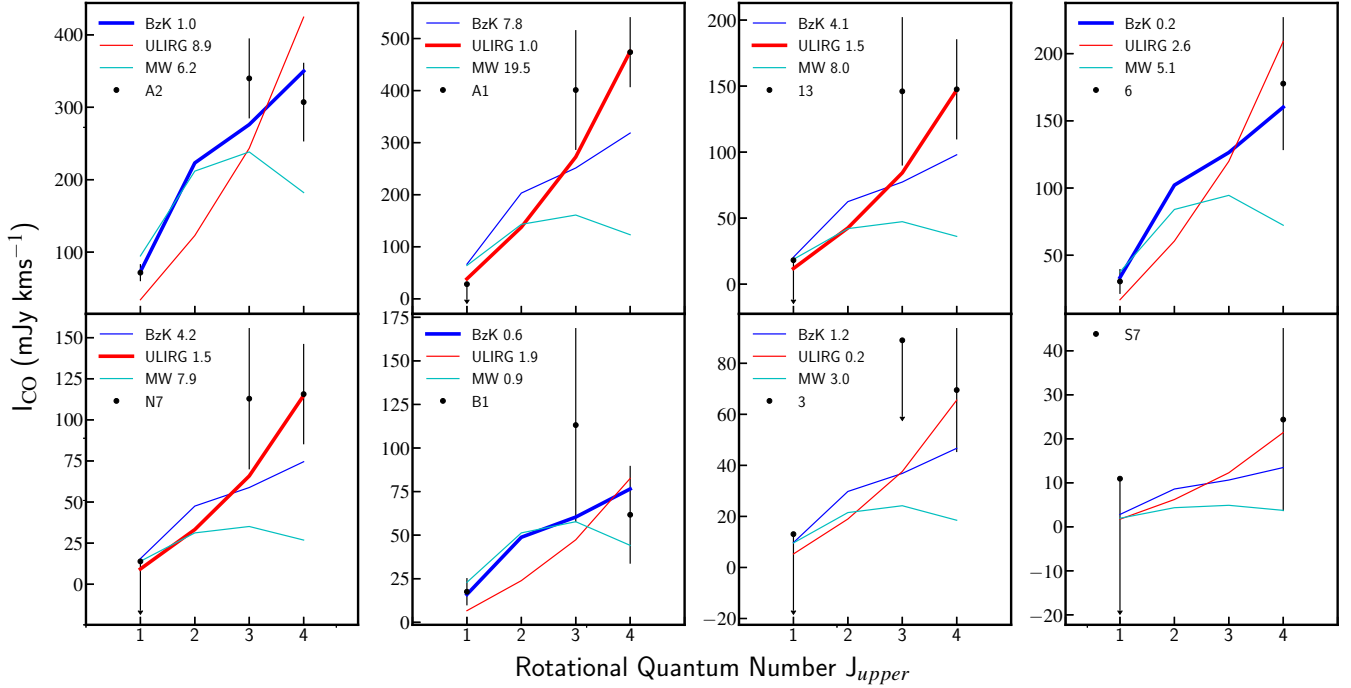 BzK 1.0
ULIRG 8.9
MW 6.2
A2
400
300
200
100
BzK 7.8
ULIRG 1.0
MW 19.5
A1
500
400
300
200
100
0
BzK 4.1
ULIRG 1.5
MW 8.0
13
200
150
100
50
0
BzK 0.2
ULIRG 2.6
MW 5.1
6
200
150
100
50
BzK 4.2
ULIRG 1.5
MW 7.9
N7
150
125
100
75
50
25
0
1 2 3 4
BzK 0.6
ULIRG 1.9
MW 0.9
B1
175
150
125
100
75
50
25
0
1 2 3 4
BzK 1.2
ULIRG 0.2
MW 3.0
3
80
60
40
20
0
−20
1 2 3 4
S7
40
30
20
10
0
−10
−20
1 2 3 4
I_CO (mJy kms⁻¹)
Rotational Quantum Number J_upper